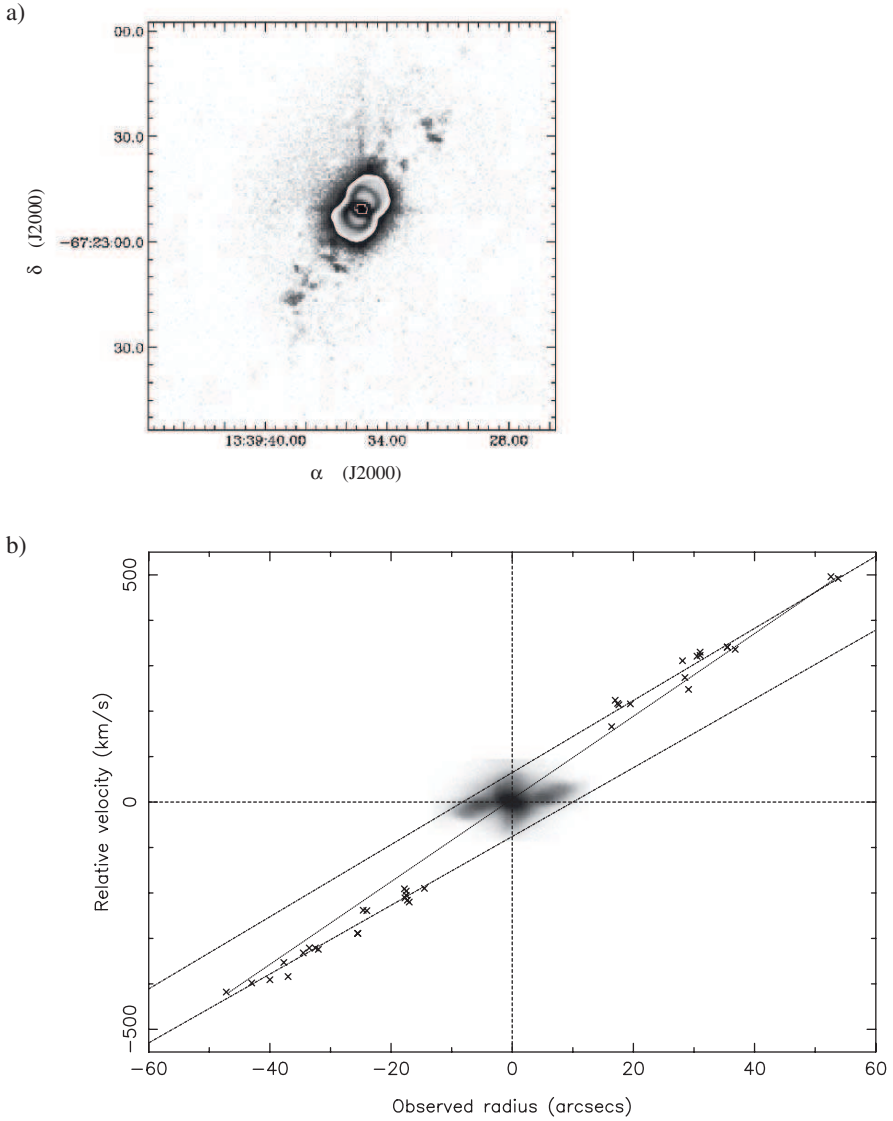 a)
00.0
30.0
δ (J2000)
−67:23:00.0
30.0
13:39:40.00 34.00 28.00
α (J2000)
b)
Relative velocity (km/s)
500
0
−500
−60 −40 −20 0 20 40 60
Observed radius (arcsecs)